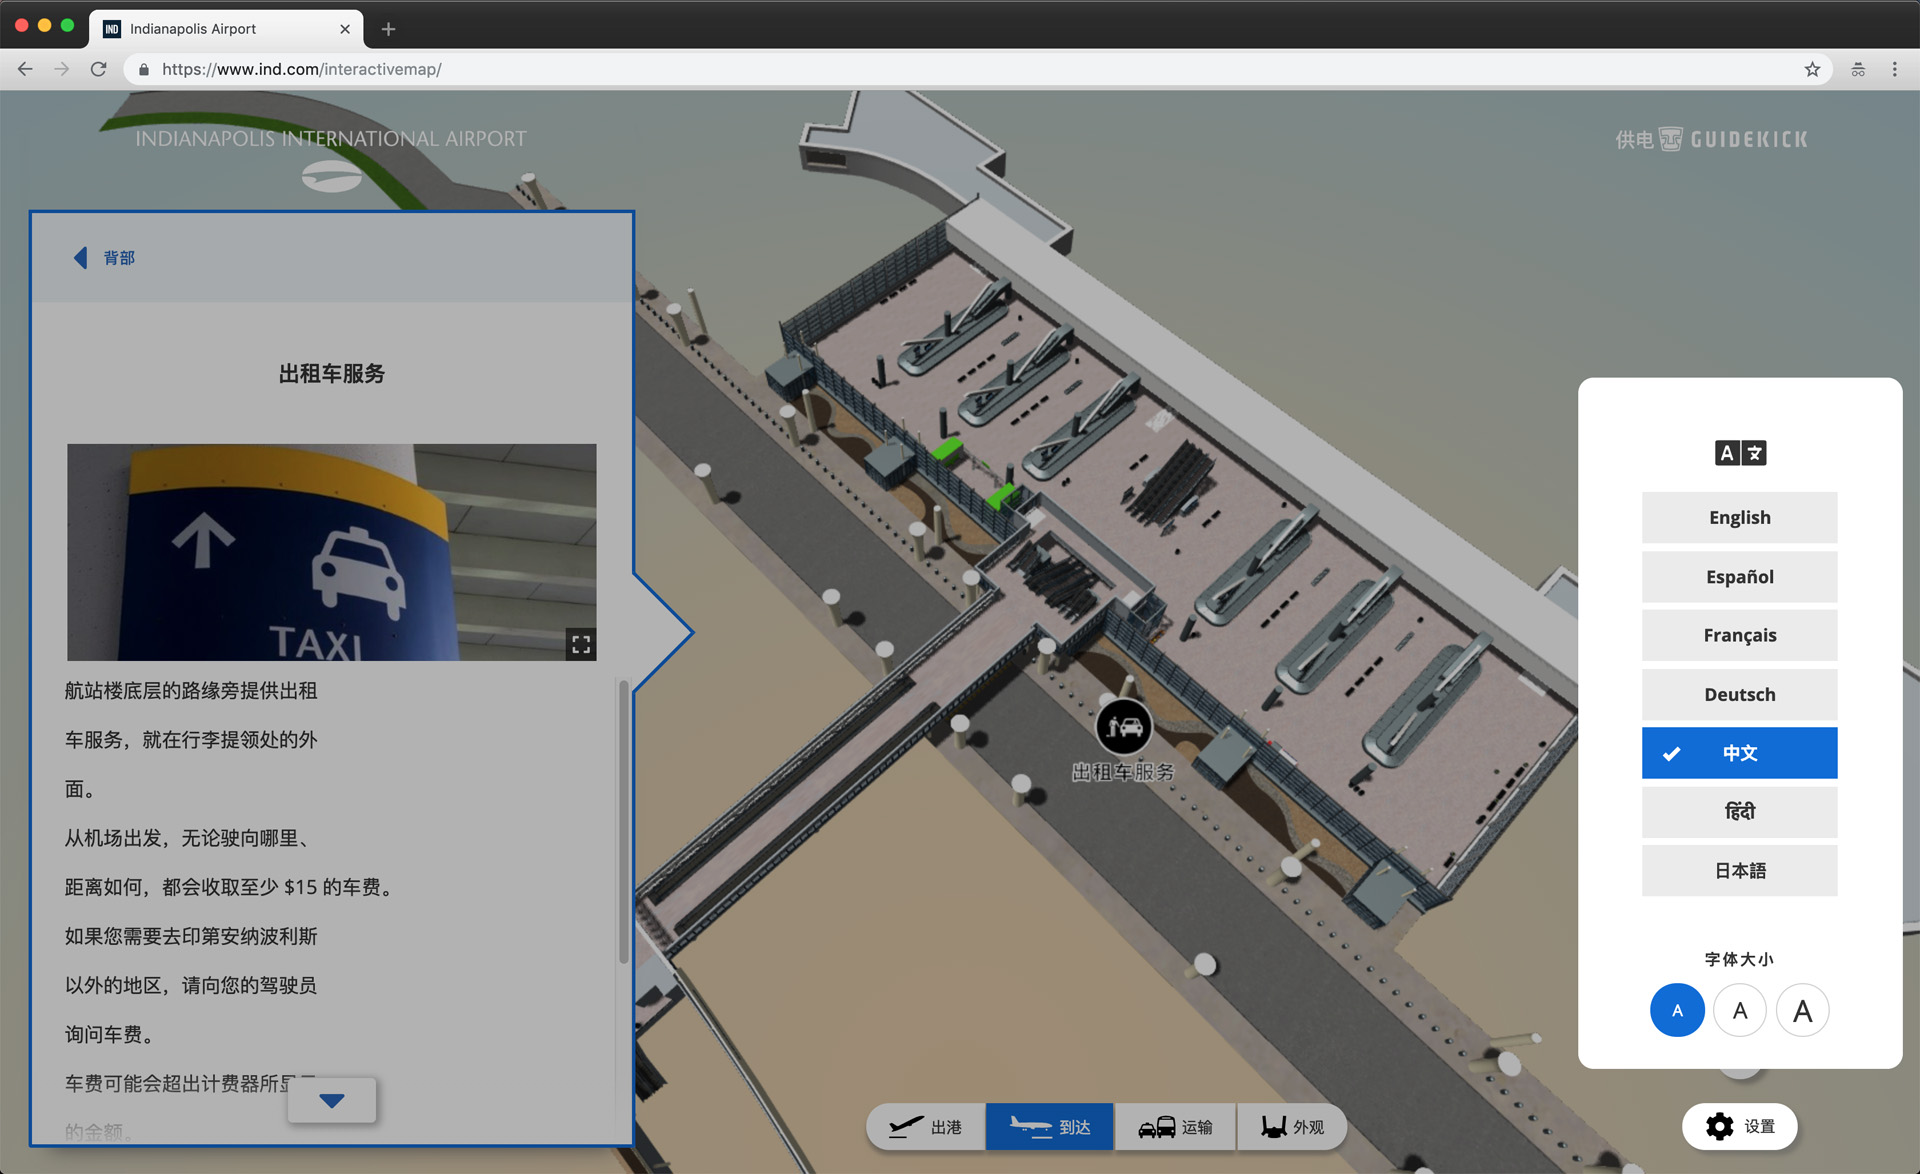 IND Indianapolis Airport
https://www.ind.com/interactivemap/
INDIANAPOLIS INTERNATIONAL AIRPORT
供电 GUIDEKICK
背部
出租车服务
TAXI
航站楼底层的路缘旁提供出租
车服务，就在行李提领处的外
面。
从机场出发，无论驶向哪里、
距离如何，都会收取至少 $15 的车费。
如果您需要去印第安纳波利斯
以外的地区，请向您的驾驶员
询问车费。
车费可能会超出计费器所显
的金额。
出租车服务
A 文
English
Español
Français
Deutsch
中文
हिंदी
日本語
字体大小
A A A
出港 到达 运输 外观
设置